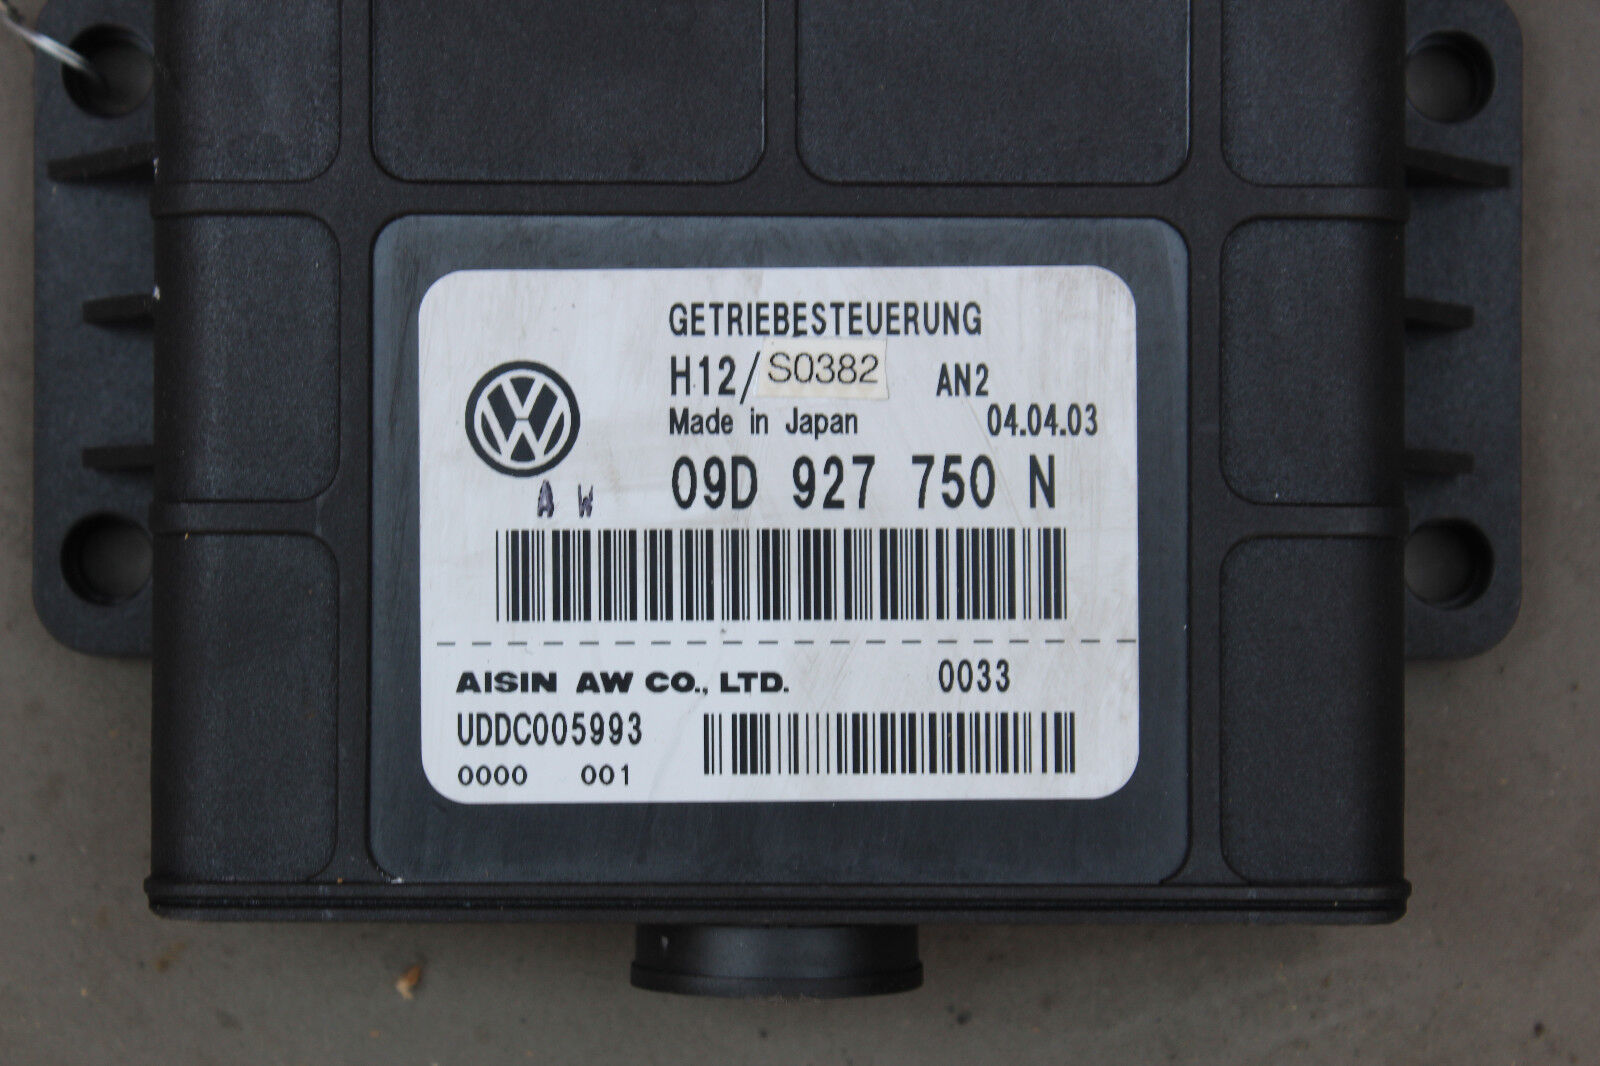 GETRIEBESTEUERUNG
H12/S0382 AN2
Made in Japan 04.04.03
09D 927 750 N
A W
AISIN AW CO., LTD. 0033
UDDC005993
0000 001